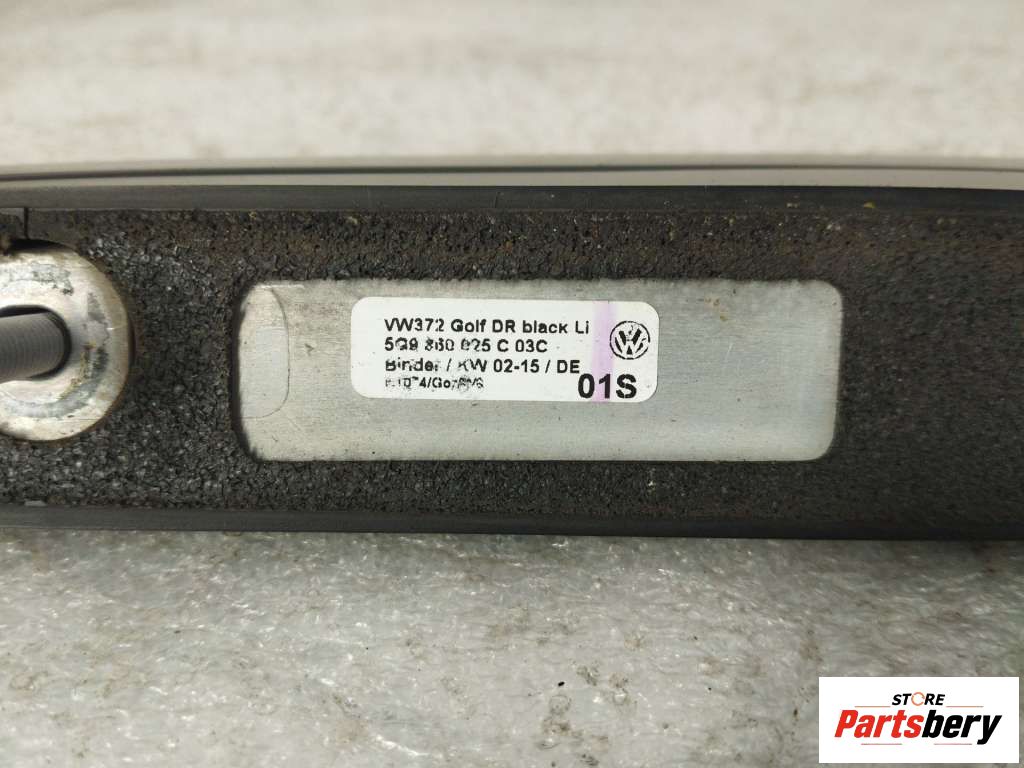 VW372 Golf DR black Li
5G9 860 025 C 03C
Binder / KW 02-15 / DE
01S
STORE
Partsbery